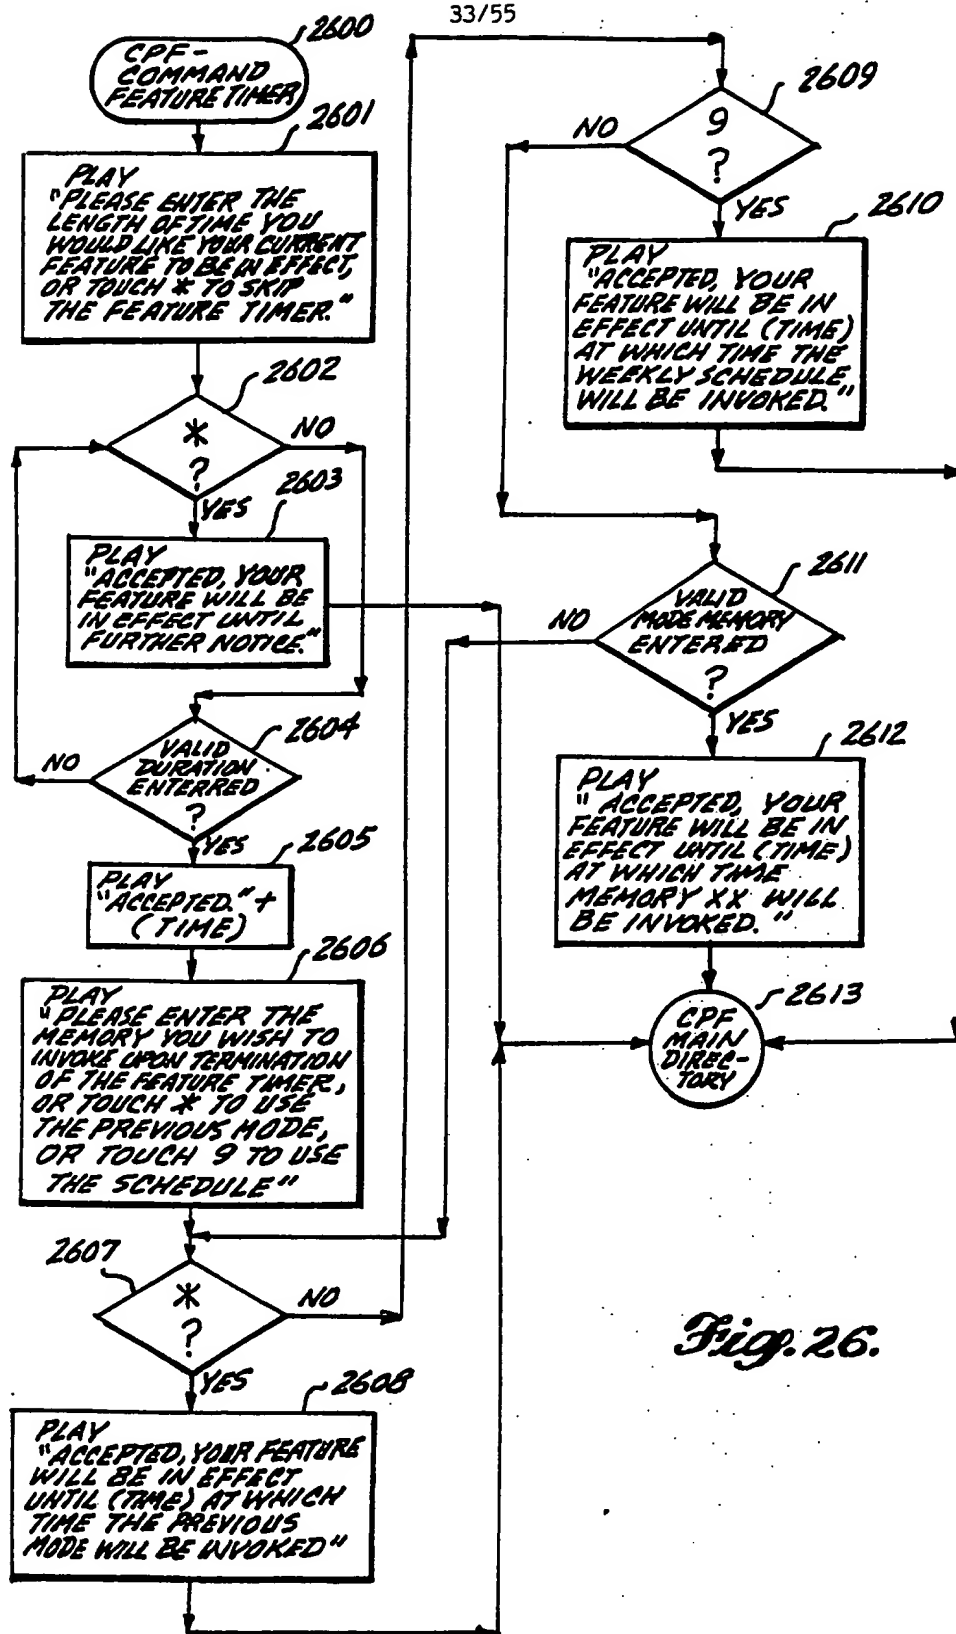 33/55
2600
CPF-
COMMAND
FEATURE TIMER
2601
PLAY
"PLEASE ENTER THE
LENGTH OF TIME YOU
WOULD LIKE YOUR CURRENT
FEATURE TO BE IN EFFECT,
OR TOUCH * TO SKIP
THE FEATURE TIMER."
2602
*
?
NO
YES
2603
PLAY
"ACCEPTED, YOUR
FEATURE WILL BE
IN EFFECT UNTIL
FURTHER NOTICE."
2604
VALID
DURATION
ENTERRED
?
NO
YES
2605
PLAY
"ACCEPTED." +
(TIME)
2606
PLAY
"PLEASE ENTER THE
MEMORY YOU WISH TO
INVOKE UPON TERMINATION
OF THE FEATURE TIMER,
OR TOUCH * TO USE
THE PREVIOUS MODE,
OR TOUCH 9 TO USE
THE SCHEDULE"
2607
*
?
NO
YES
2608
PLAY
"ACCEPTED, YOUR FEATURE
WILL BE IN EFFECT
UNTIL (TIME) AT WHICH
TIME THE PREVIOUS
MODE WILL BE INVOKED"
2609
9
?
NO
YES
2610
PLAY
"ACCEPTED, YOUR
FEATURE WILL BE IN
EFFECT UNTIL (TIME)
AT WHICH TIME THE
WEEKLY SCHEDULE
WILL BE INVOKED."
2611
VALID
MODE MEMORY
ENTERED
?
NO
YES
2612
PLAY
"ACCEPTED, YOUR
FEATURE WILL BE IN
EFFECT UNTIL (TIME)
AT WHICH TIME
MEMORY XX WILL
BE INVOKED."
2613
CPF
MAIN
DIREC-
TORY
Fig. 26.